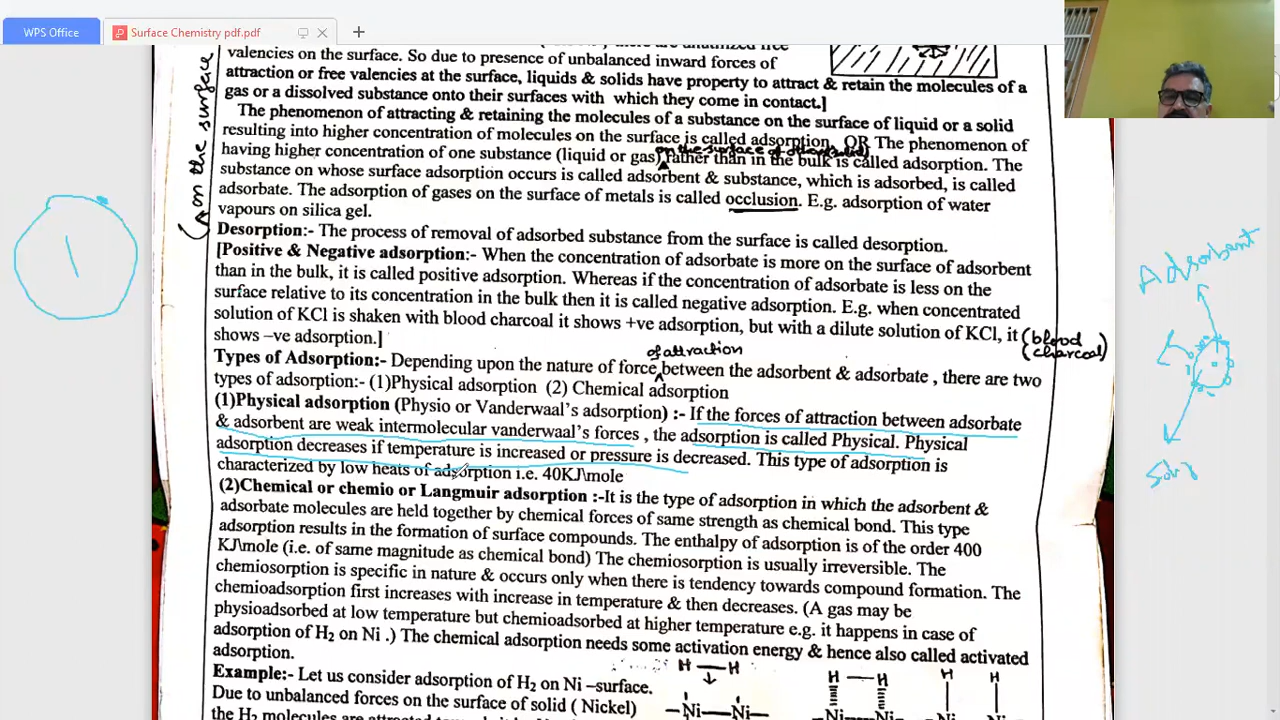 WPS Office
Surface Chemistry pdf.pdf
valencies on the surface. So due to presence of unbalanced inward forces of
attraction or free valencies at the surface, liquids & solids have property to attract & retain the molecules of a
gas or a dissolved substance onto their surfaces with which they come in contact.]
The phenomenon of attracting & retaining the molecules of a substance on the surface of liquid or a solid
resulting into higher concentration of molecules on the surface is called adsorption. OR The phenomenon of
on the surface of other (solid)
having higher concentration of one substance (liquid or gas) rather than in the bulk is called adsorption. The
substance on whose surface adsorption occurs is called adsorbent & substance, which is adsorbed, is called
adsorbate. The adsorption of gases on the surface of metals is called occlusion. E.g. adsorption of water
vapours on silica gel.
(from the surface
Desorption:- The process of removal of adsorbed substance from the surface is called desorption.
[Positive & Negative adsorption:- When the concentration of adsorbate is more on the surface of adsorbent
than in the bulk, it is called positive adsorption. Whereas if the concentration of adsorbate is less on the
surface relative to its concentration in the bulk then it is called negative adsorption. E.g. when concentrated
solution of KCl is shaken with blood charcoal it shows +ve adsorption, but with a dilute solution of KCl, it
(blood
charcoal)
shows –ve adsorption.]
of attraction
Types of Adsorption:- Depending upon the nature of force between the adsorbent & adsorbate , there are two
types of adsorption:- (1)Physical adsorption (2) Chemical adsorption
(1)Physical adsorption (Physio or Vanderwaal's adsorption) :- If the forces of attraction between adsorbate
& adsorbent are weak intermolecular vanderwaal's forces , the adsorption is called Physical. Physical
adsorption decreases if temperature is increased or pressure is decreased. This type of adsorption is
characterized by low heats of adsorption i.e. 40KJ\mole
(2)Chemical or chemio or Langmuir adsorption :-It is the type of adsorption in which the adsorbent &
adsorbate molecules are held together by chemical forces of same strength as chemical bond. This type
adsorption results in the formation of surface compounds. The enthalpy of adsorption is of the order 400
KJ\mole (i.e. of same magnitude as chemical bond) The chemiosorption is usually irreversible. The
chemiosorption is specific in nature & occurs only when there is tendency towards compound formation. The
chemioadsorption first increases with increase in temperature & then decreases. (A gas may be
physioadsorbed at low temperature but chemioadsorbed at higher temperature e.g. it happens in case of
adsorption of H₂ on Ni .) The chemical adsorption needs some activation energy & hence also called activated
adsorption.
Example:- Let us consider adsorption of H₂ on Ni –surface.
Due to unbalanced forces on the surface of solid ( Nickel)
H—H
—Ni—Ni—
H—H
—Ni—Ni—
H H
Adsorbent